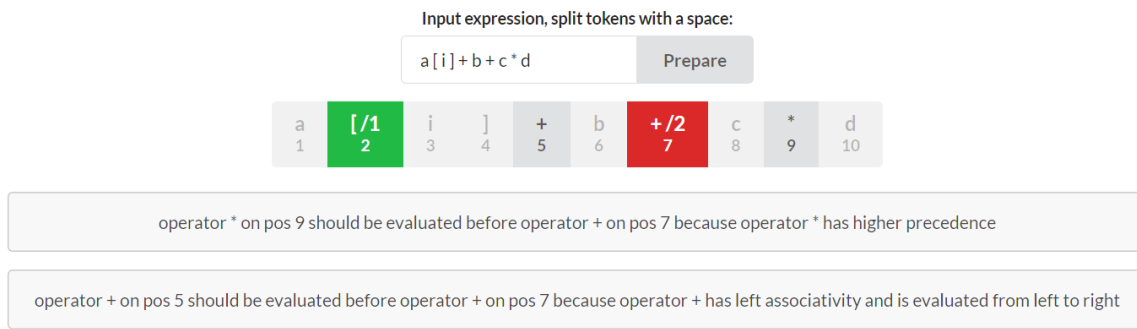 Input expression, split tokens with a space:
a [ i ] + b + c * d Prepare
a [ /1 i ] + b + /2 c * d
1 2 3 4 5 6 7 8 9 10
operator * on pos 9 should be evaluated before operator + on pos 7 because operator * has higher precedence
operator + on pos 5 should be evaluated before operator + on pos 7 because operator + has left associativity and is evaluated from left to right